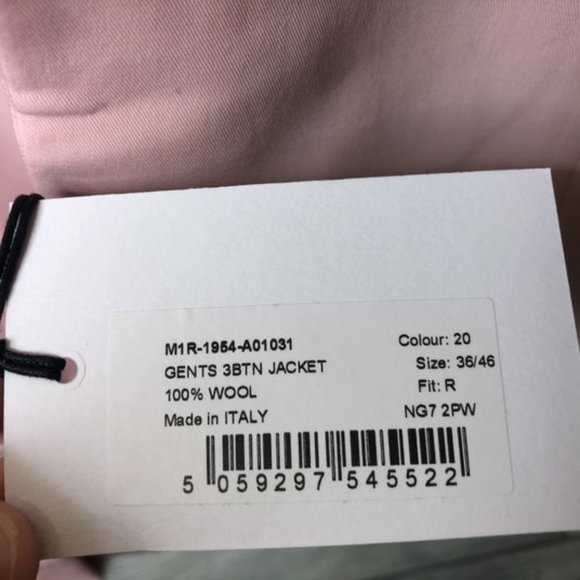 M1R-1954-A01031 Colour: 20
GENTS 3BTN JACKET Size: 36/46
100% WOOL Fit: R
Made in ITALY NG7 2PW
5 059297 545522